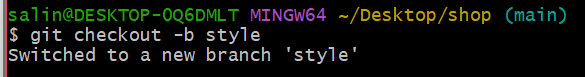 salin@DESKTOP-OQ6DMLT MINGW64 ~/Desktop/shop (main)
$ git checkout -b style
Switched to a new branch 'style'